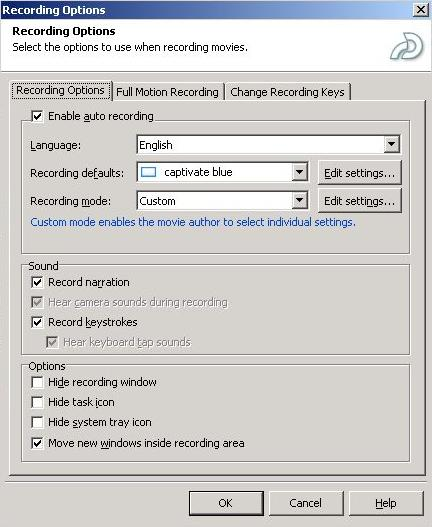 Recording Options
Recording Options
Select the options to use when recording movies.
Recording Options Full Motion Recording Change Recording Keys
Enable auto recording
Language: English
Recording defaults: captivate blue Edit settings...
Recording mode: Custom Edit settings...
Custom mode enables the movie author to select individual settings.
Sound
Record narration
Hear camera sounds during recording
Record keystrokes
Hear keyboard tap sounds
Options
Hide recording window
Hide task icon
Hide system tray icon
Move new windows inside recording area
OK Cancel Help